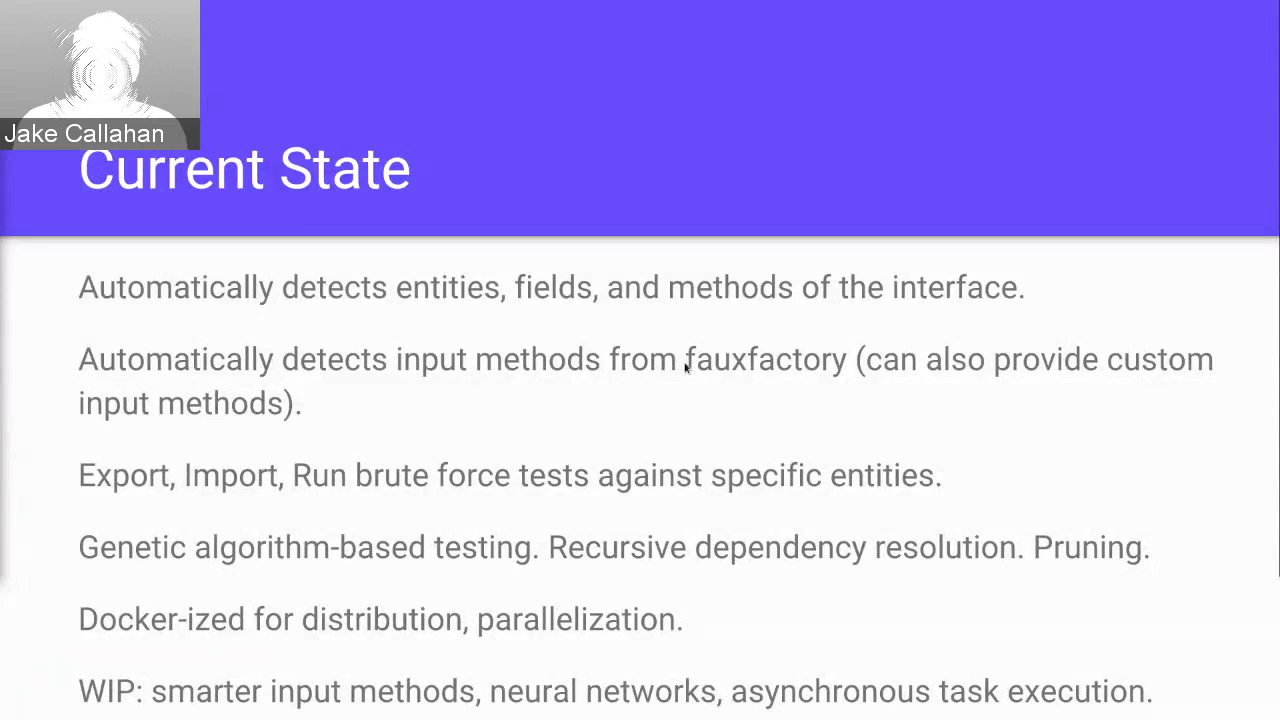 Jake Callahan
Current State
Automatically detects entities, fields, and methods of the interface.
Automatically detects input methods from fauxfactory (can also provide custom
input methods).
Export, Import, Run brute force tests against specific entities.
Genetic algorithm-based testing. Recursive dependency resolution. Pruning.
Docker-ized for distribution, parallelization.
WIP: smarter input methods, neural networks, asynchronous task execution.